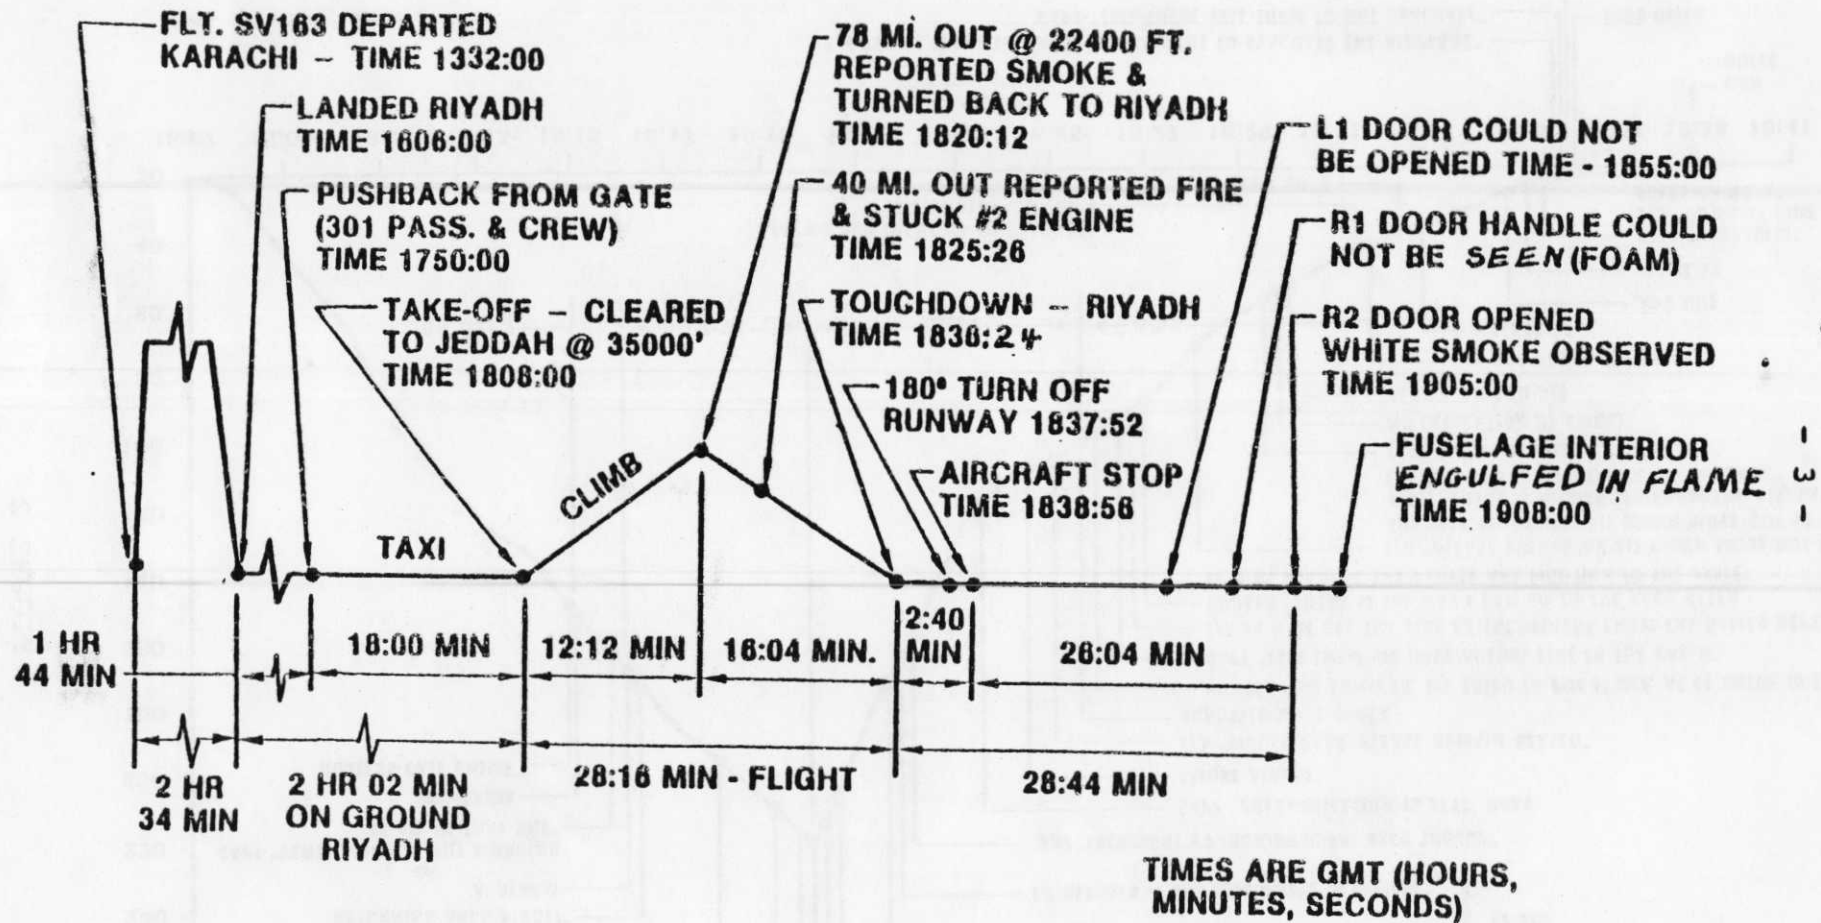 FLT. SV163 DEPARTED
KARACHI – TIME 1332:00
LANDED RIYADH
TIME 1606:00
PUSHBACK FROM GATE
(301 PASS. & CREW)
TIME 1750:00
TAKE-OFF – CLEARED
TO JEDDAH @ 35000'
TIME 1808:00
78 MI. OUT @ 22400 FT.
REPORTED SMOKE &
TURNED BACK TO RIYADH
TIME 1820:12
40 MI. OUT REPORTED FIRE
& STUCK #2 ENGINE
TIME 1825:26
TOUCHDOWN – RIYADH
TIME 1836:24
180° TURN OFF
RUNWAY 1837:52
AIRCRAFT STOP
TIME 1838:56
L1 DOOR COULD NOT
BE OPENED TIME - 1855:00
R1 DOOR HANDLE COULD
NOT BE SEEN (FOAM)
R2 DOOR OPENED
WHITE SMOKE OBSERVED
TIME 1905:00
FUSELAGE INTERIOR
ENGULFED IN FLAME
TIME 1908:00
- 3 -
CLIMB
TAXI
1 HR
44 MIN
18:00 MIN
12:12 MIN
16:04 MIN.
2:40
MIN
26:04 MIN
2 HR
34 MIN
2 HR 02 MIN
ON GROUND
RIYADH
28:16 MIN - FLIGHT
28:44 MIN
TIMES ARE GMT (HOURS,
MINUTES, SECONDS)